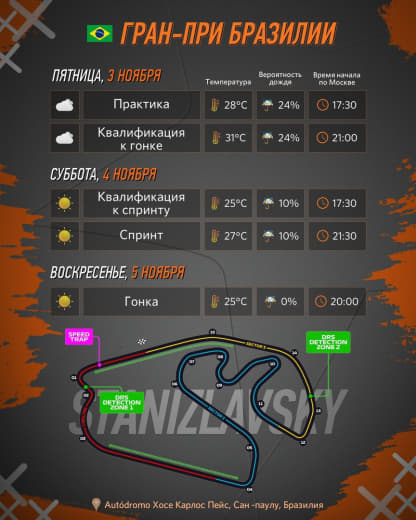 ГРАН-ПРИ БРАЗИЛИИ
ПЯТНИЦА, 3 НОЯБРЯ
Температура
Вероятность
дождя
Время начала
по Москве
Практика 28°C 24% 17:30
Квалификация
к гонке
31°C 24% 21:00
СУББОТА, 4 НОЯБРЯ
Квалификация
к спринту
25°C 10% 17:30
Спринт 27°C 10% 21:30
ВОСКРЕСЕНЬЕ, 5 НОЯБРЯ
Гонка 25°C 0% 20:00
SPEED
TRAP
DRS
DETECTION
ZONE 2
DRS
DETECTION
ZONE 1
STANIZLAVSKY
Autódromo Хосе Карлос Пейс, Сан -паулу, Бразилия